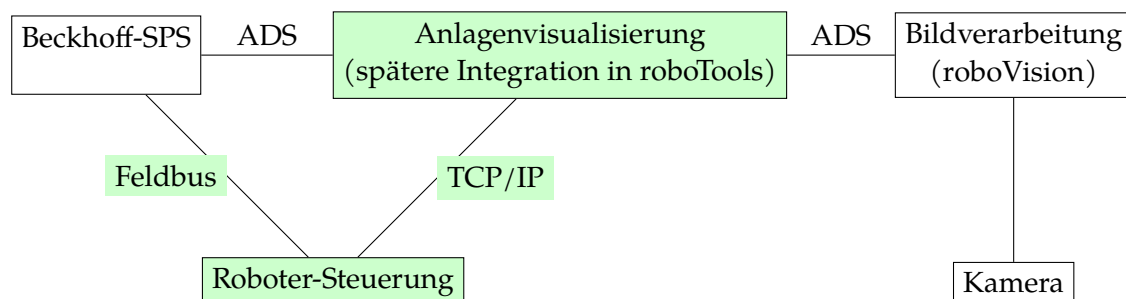 Beckhoff-SPS
ADS
Anlagenvisualisierung
(spätere Integration in roboTools)
ADS
Bildverarbeitung
(roboVision)
Feldbus
TCP/IP
Roboter-Steuerung
Kamera